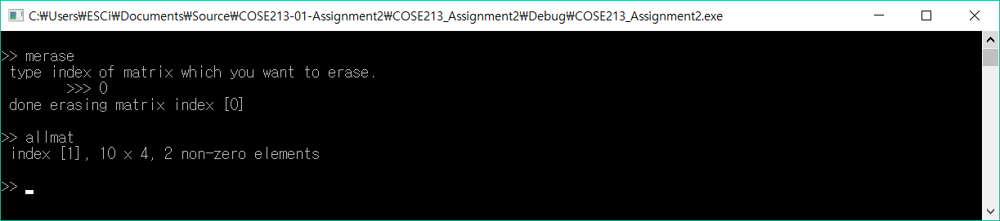 C:₩Users₩ESCi₩Documents₩Source₩COSE213-01-Assignment2₩COSE213_Assignment2₩Debug₩COSE213_Assignment2.exe
>> merase
type index of matrix which you want to erase.
>>> 0
done erasing matrix index [0]
>> allmat
index [1], 10 x 4, 2 non-zero elements
>>